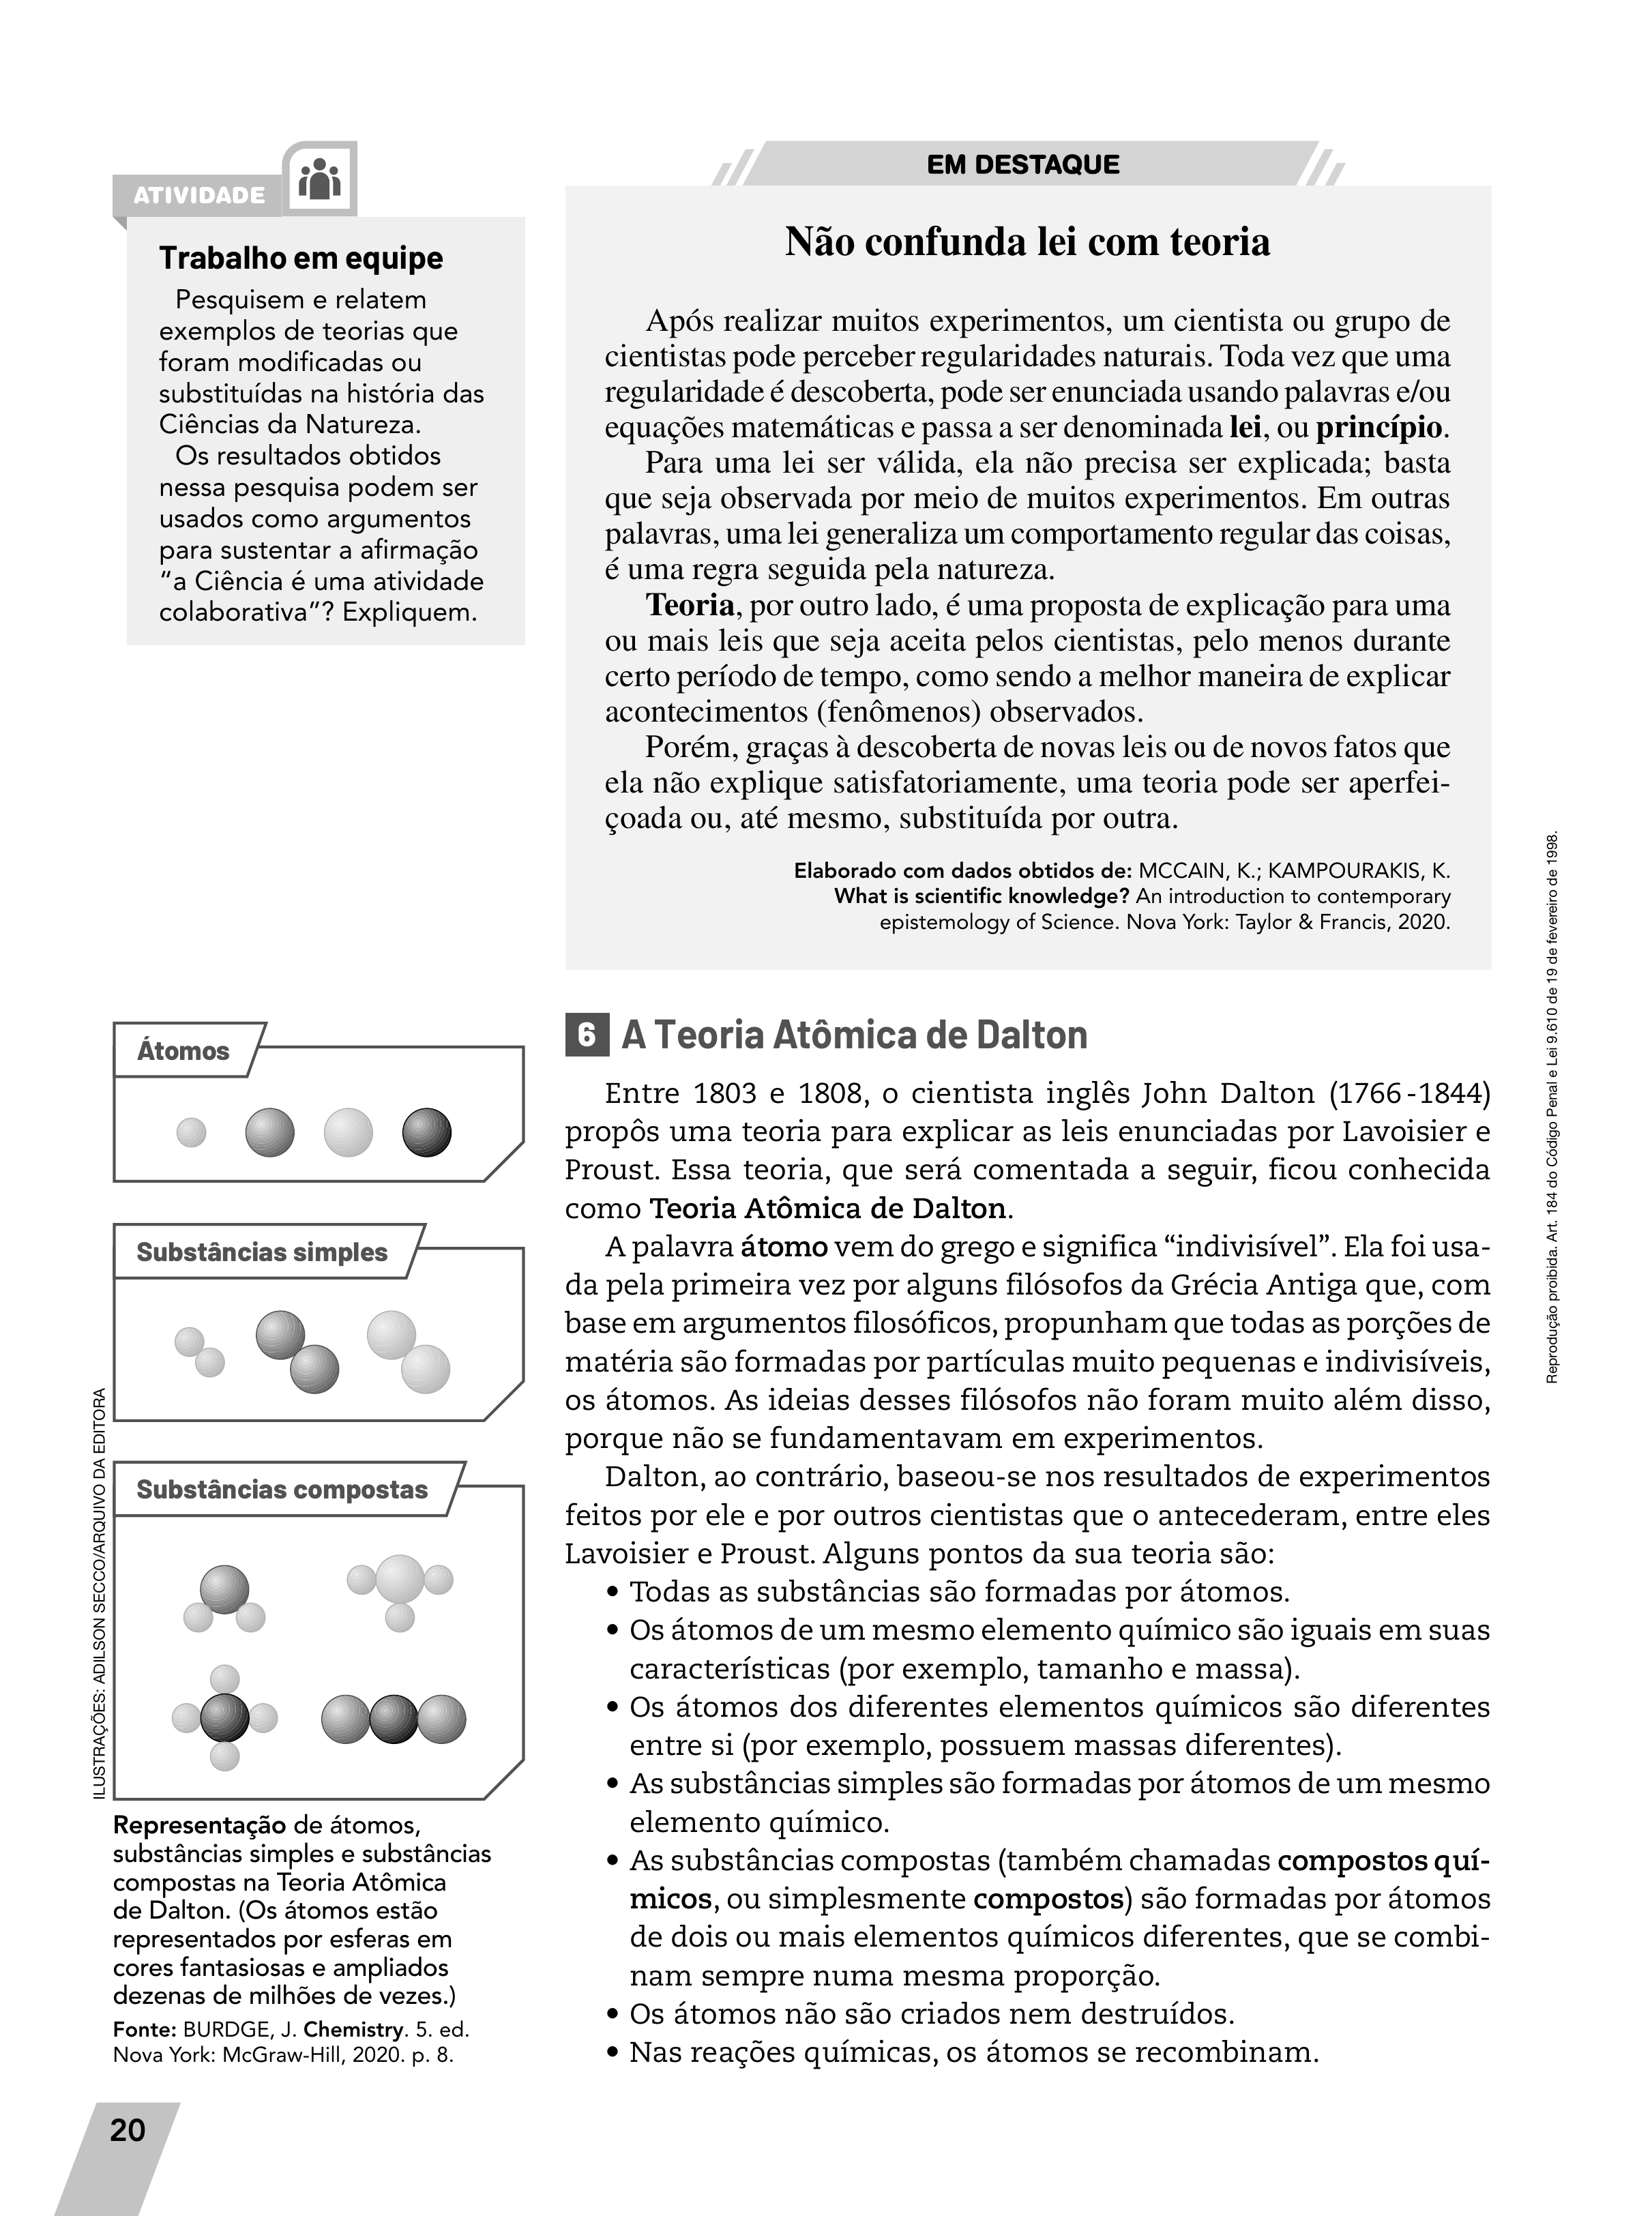 ATIVIDADE
Trabalho em equipe
Pesquisem e relatem
exemplos de teorias que
foram modificadas ou
substituídas na história das
Ciências da Natureza.
Os resultados obtidos
nessa pesquisa podem ser
usados como argumentos
para sustentar a afirmação
“a Ciência é uma atividade
colaborativa”? Expliquem.
EM DESTAQUE
Não confunda lei com teoria
Após realizar muitos experimentos, um cientista ou grupo de
cientistas pode perceber regularidades naturais. Toda vez que uma
regularidade é descoberta, pode ser enunciada usando palavras e/ou
equações matemáticas e passa a ser denominada lei, ou princípio.
Para uma lei ser válida, ela não precisa ser explicada; basta
que seja observada por meio de muitos experimentos. Em outras
palavras, uma lei generaliza um comportamento regular das coisas,
é uma regra seguida pela natureza.
Teoria, por outro lado, é uma proposta de explicação para uma
ou mais leis que seja aceita pelos cientistas, pelo menos durante
certo período de tempo, como sendo a melhor maneira de explicar
acontecimentos (fenômenos) observados.
Porém, graças à descoberta de novas leis ou de novos fatos que
ela não explique satisfatoriamente, uma teoria pode ser aperfei-
çoada ou, até mesmo, substituída por outra.
Elaborado com dados obtidos de: MCCAIN, K.; KAMPOURAKIS, K.
What is scientific knowledge? An introduction to contemporary
epistemology of Science. Nova York: Taylor & Francis, 2020.
6 A Teoria Atômica de Dalton
Entre 1803 e 1808, o cientista inglês John Dalton (1766-1844)
propôs uma teoria para explicar as leis enunciadas por Lavoisier e
Proust. Essa teoria, que será comentada a seguir, ficou conhecida
como Teoria Atômica de Dalton.
A palavra átomo vem do grego e significa “indivisível”. Ela foi usa-
da pela primeira vez por alguns filósofos da Grécia Antiga que, com
base em argumentos filosóficos, propunham que todas as porções de
matéria são formadas por partículas muito pequenas e indivisíveis,
os átomos. As ideias desses filósofos não foram muito além disso,
porque não se fundamentavam em experimentos.
Dalton, ao contrário, baseou-se nos resultados de experimentos
feitos por ele e por outros cientistas que o antecederam, entre eles
Lavoisier e Proust. Alguns pontos da sua teoria são:
• Todas as substâncias são formadas por átomos.
• Os átomos de um mesmo elemento químico são iguais em suas
características (por exemplo, tamanho e massa).
• Os átomos dos diferentes elementos químicos são diferentes
entre si (por exemplo, possuem massas diferentes).
• As substâncias simples são formadas por átomos de um mesmo
elemento químico.
• As substâncias compostas (também chamadas compostos quí-
micos, ou simplesmente compostos) são formadas por átomos
de dois ou mais elementos químicos diferentes, que se combi-
nam sempre numa mesma proporção.
• Os átomos não são criados nem destruídos.
• Nas reações químicas, os átomos se recombinam.
Átomos
Substâncias simples
Substâncias compostas
ILUSTRAÇÕES: ADILSON SECCO/ARQUIVO DA EDITORA
Representação de átomos,
substâncias simples e substâncias
compostas na Teoria Atômica
de Dalton. (Os átomos estão
representados por esferas em
cores fantasiosas e ampliados
dezenas de milhões de vezes.)
Fonte: BURDGE, J. Chemistry. 5. ed.
Nova York: McGraw-Hill, 2020. p. 8.
Reprodução proibida. Art. 184 do Código Penal e Lei 9.610 de 19 de fevereiro de 1998.
20